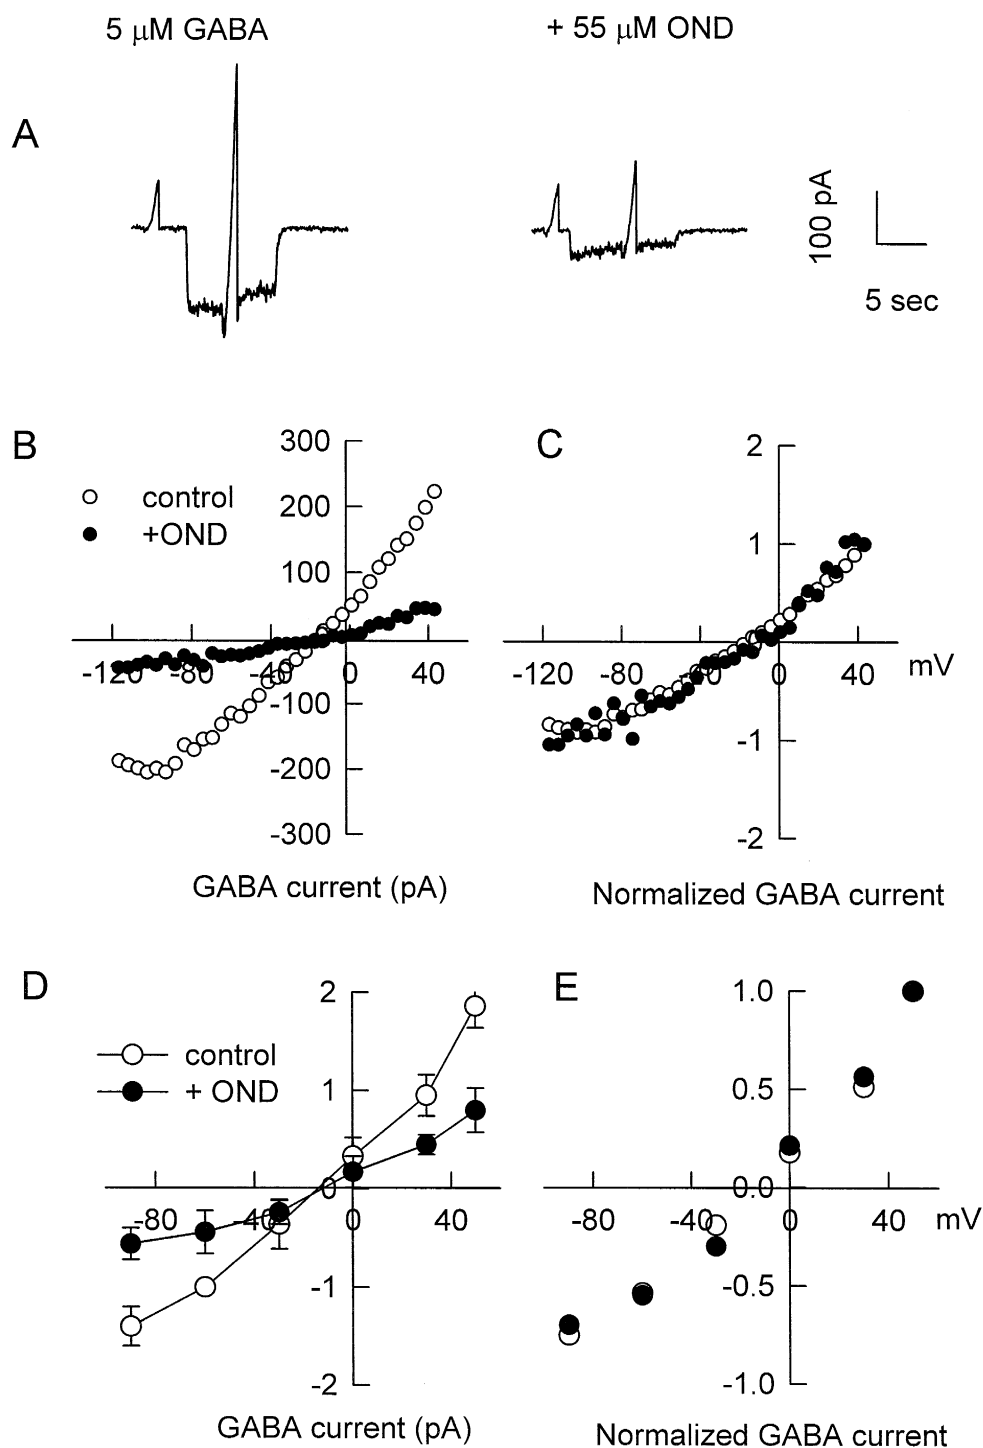 5 μM GABA
+ 55 μM OND
A
100 pA
5 sec
B
300
200
100
-120
-80
-40
0
40
-100
-200
-300
control
+OND
GABA current (pA)
C
2
1
-120
-80
-40
0
40
mV
-1
-2
Normalized GABA current
D
2
1
0
-80
-40
0
40
-1
-2
control
+ OND
GABA current (pA)
E
1.0
0.5
0.0
-80
-40
0
40
mV
-0.5
-1.0
Normalized GABA current